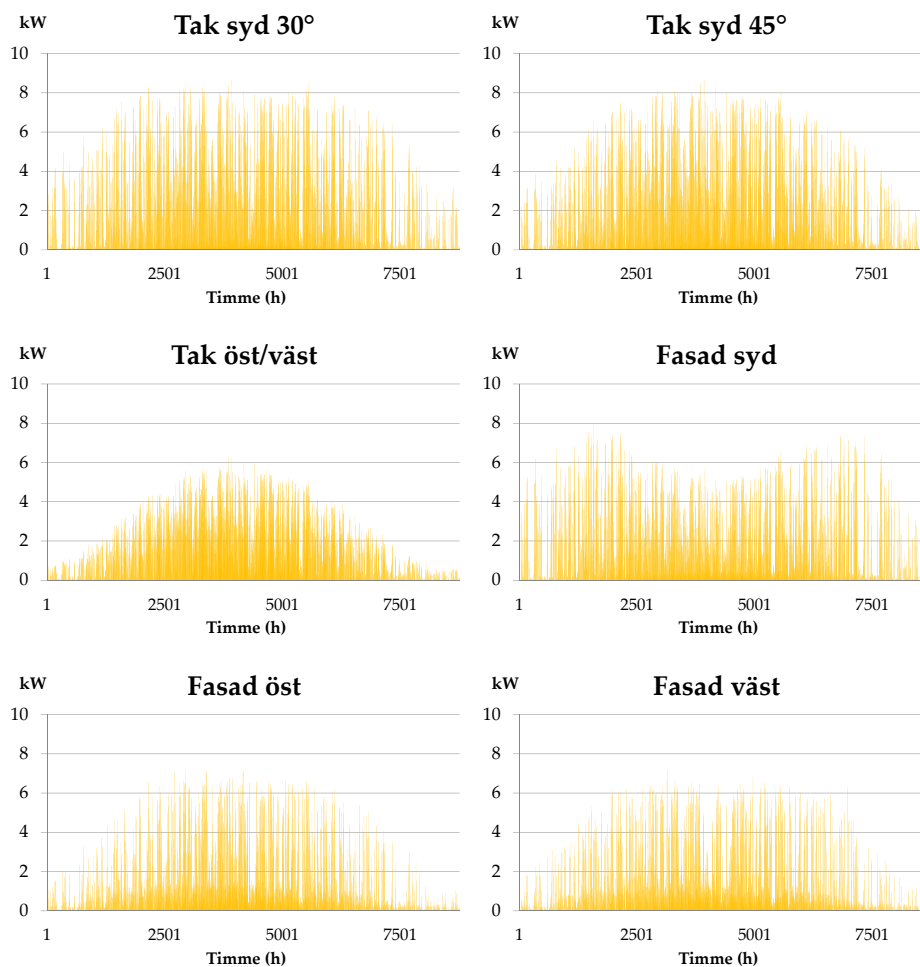 kW Tak syd 30°
10
8
6
4
2
0
1 2501 5001 7501
Timme (h)
kW Tak syd 45°
10
8
6
4
2
0
1 2501 5001 7501
Timme (h)
kW Tak öst/väst
10
8
6
4
2
0
1 2501 5001 7501
Timme (h)
kW Fasad syd
10
8
6
4
2
0
1 2501 5001 7501
Timme (h)
kW Fasad öst
10
8
6
4
2
0
1 2501 5001 7501
Timme (h)
kW Fasad väst
10
8
6
4
2
0
1 2501 5001 7501
Timme (h)